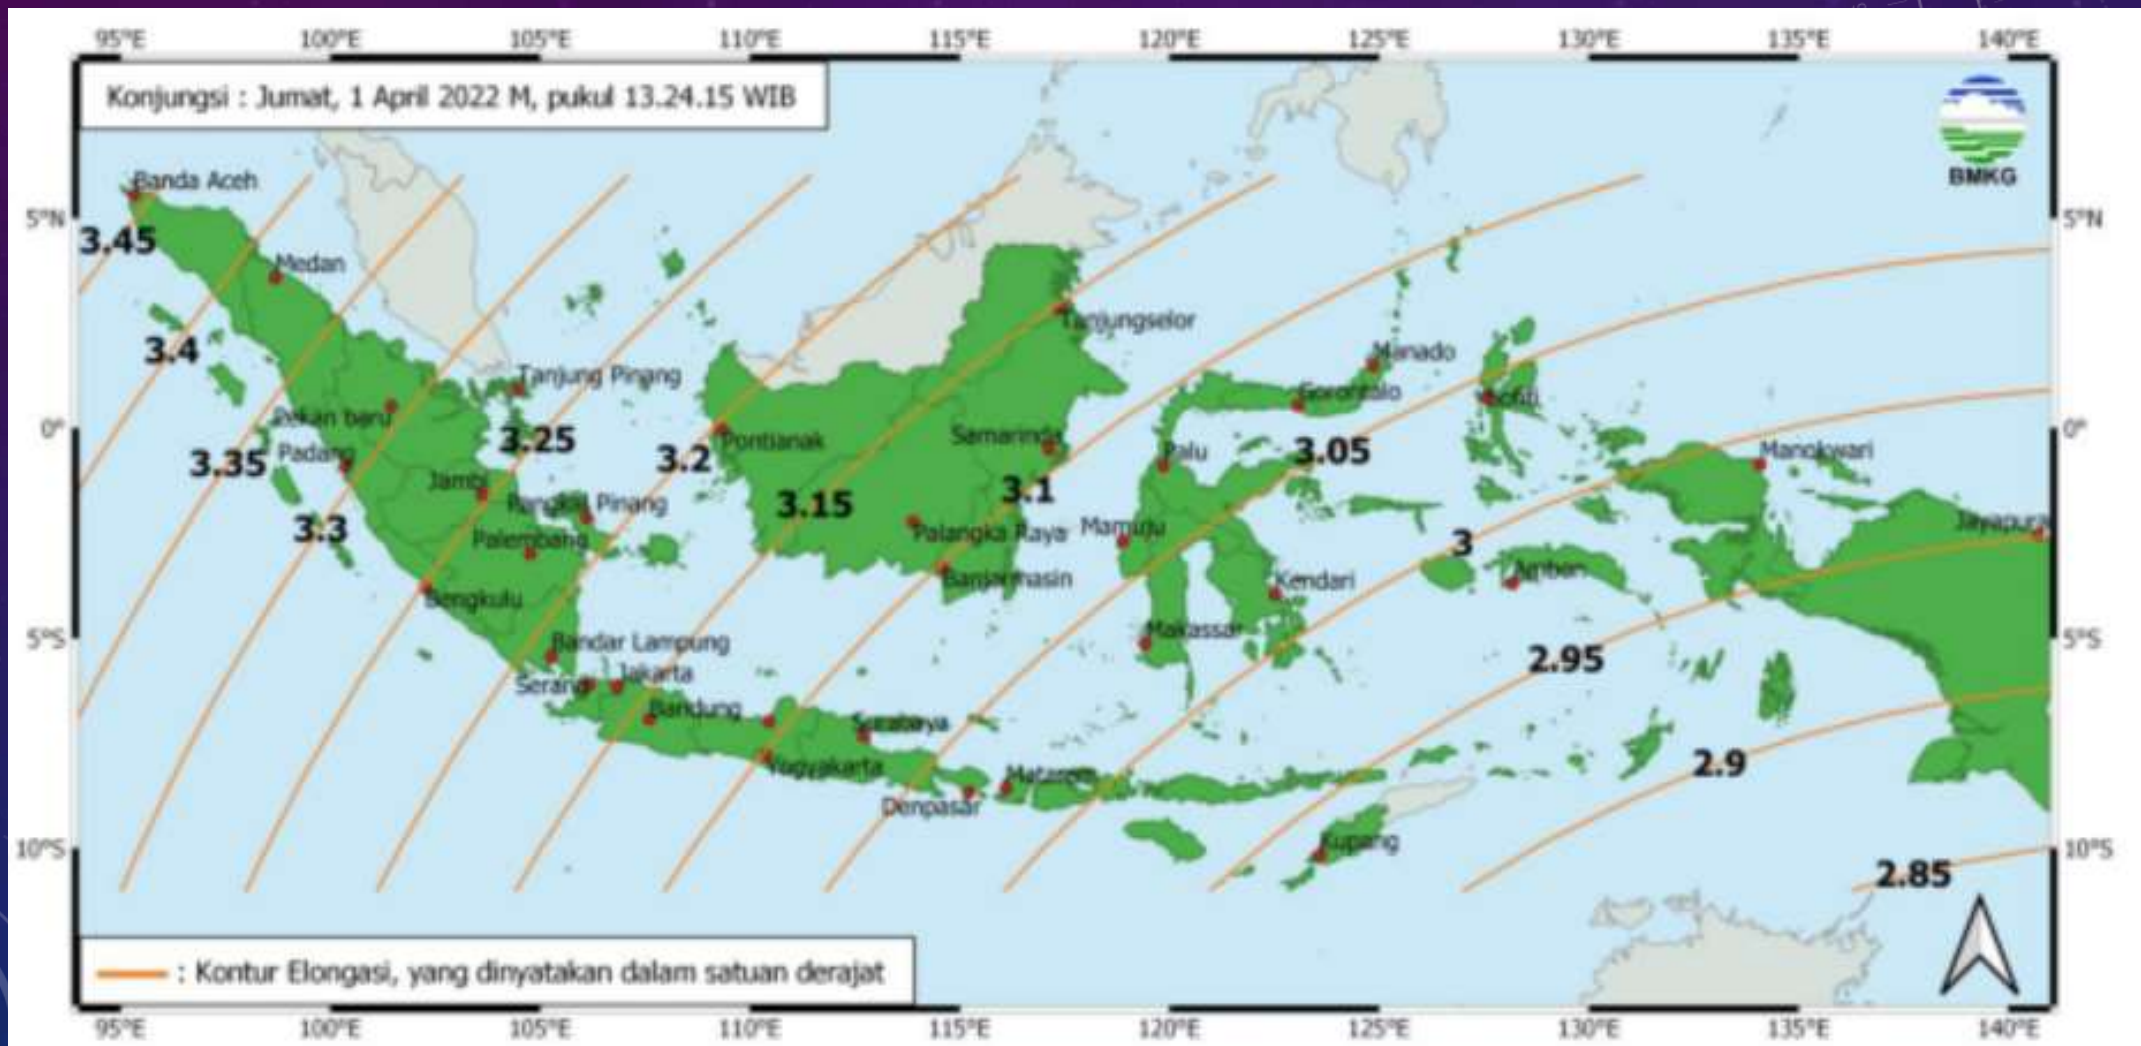 95°E 100°E 105°E 110°E 115°E 120°E 125°E 130°E 135°E 140°E
Konjungsi : Jumat, 1 April 2022 M, pukul 13.24.15 WIB
BMKG
Banda Aceh
5°N 5°N
3.45
Medan
Tanjungselor
3.4 Manado
Tanjung Pinang
Gorontalo
Sofifi
Pekan baru
0° 0°
3.25 Pontianak Samarinda
Padang 3.35 3.2 Palu 3.05 Manokwari
Jambi 3.1
Pangkal Pinang 3.15
3.3 Palembang Palangka Raya Mamuju 3 Jayapura
Banjarmasin Kendari Ambon
Bengkulu
Makassar
5°S Bandar Lampung 5°S
2.95
Serang Jakarta
Bandung Surabaya
Yogyakarta Mataram 2.9
Denpasar
10°S Kupang 10°S
2.85
: Kontur Elongasi, yang dinyatakan dalam satuan derajat
95°E 100°E 105°E 110°E 115°E 120°E 125°E 130°E 135°E 140°E